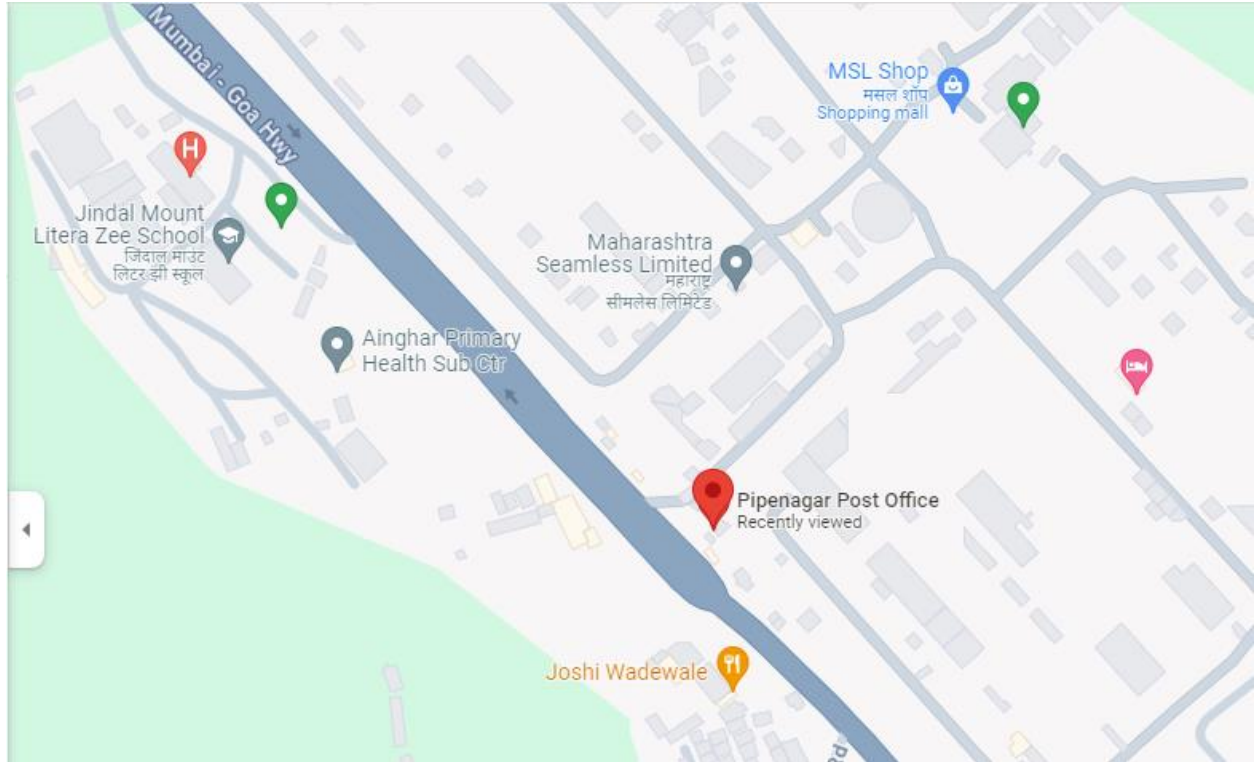 Mumbai - Goa Hwy
MSL Shop
मसल शॉप
Shopping mall
H
Jindal Mount
Litera Zee School
जिंदाल माउंट
लिटर झी स्कूल
Maharashtra
Seamless Limited
महाराष्ट्र
सीमलेस लिमिटेड
Ainghar Primary
Health Sub Ctr
Pipenagar Post Office
Recently viewed
Joshi Wadewale
Rd